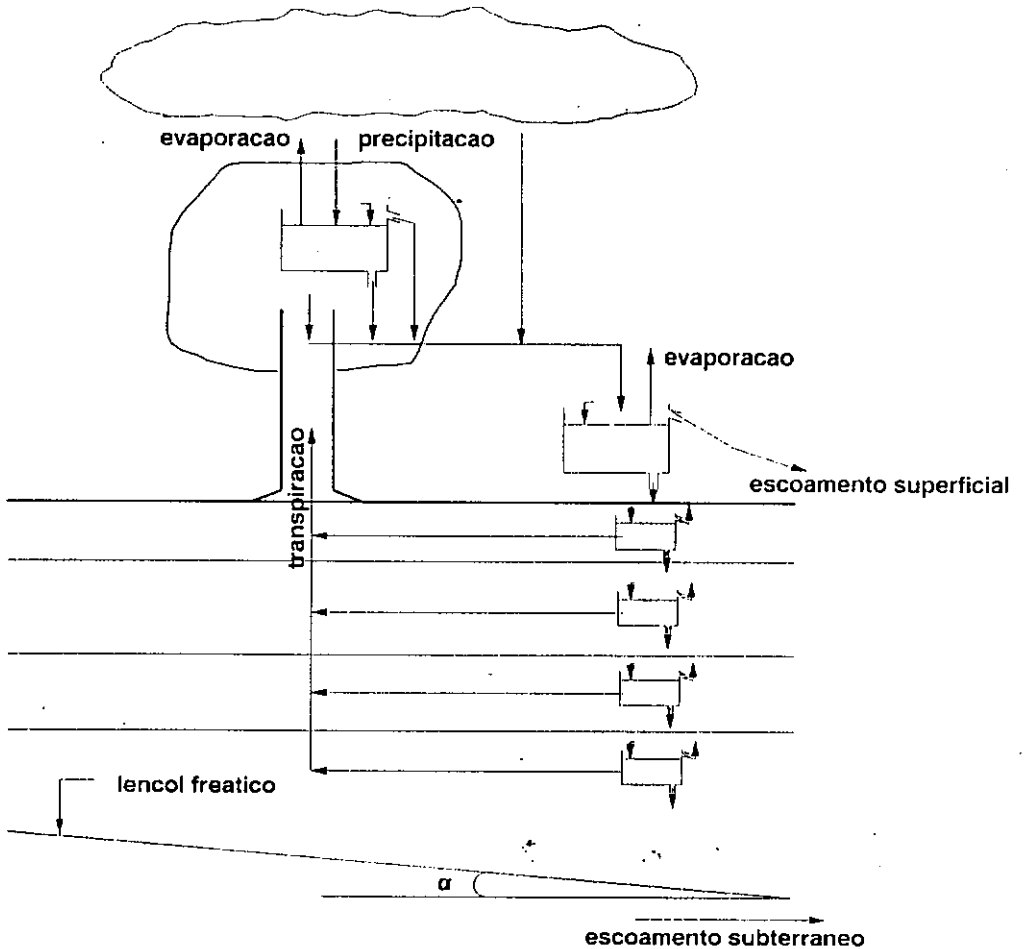 evaporacao
precipitacao
evaporacao
transpiracao
escoamento superficial
lencol freatico
α
escoamento subterraneo